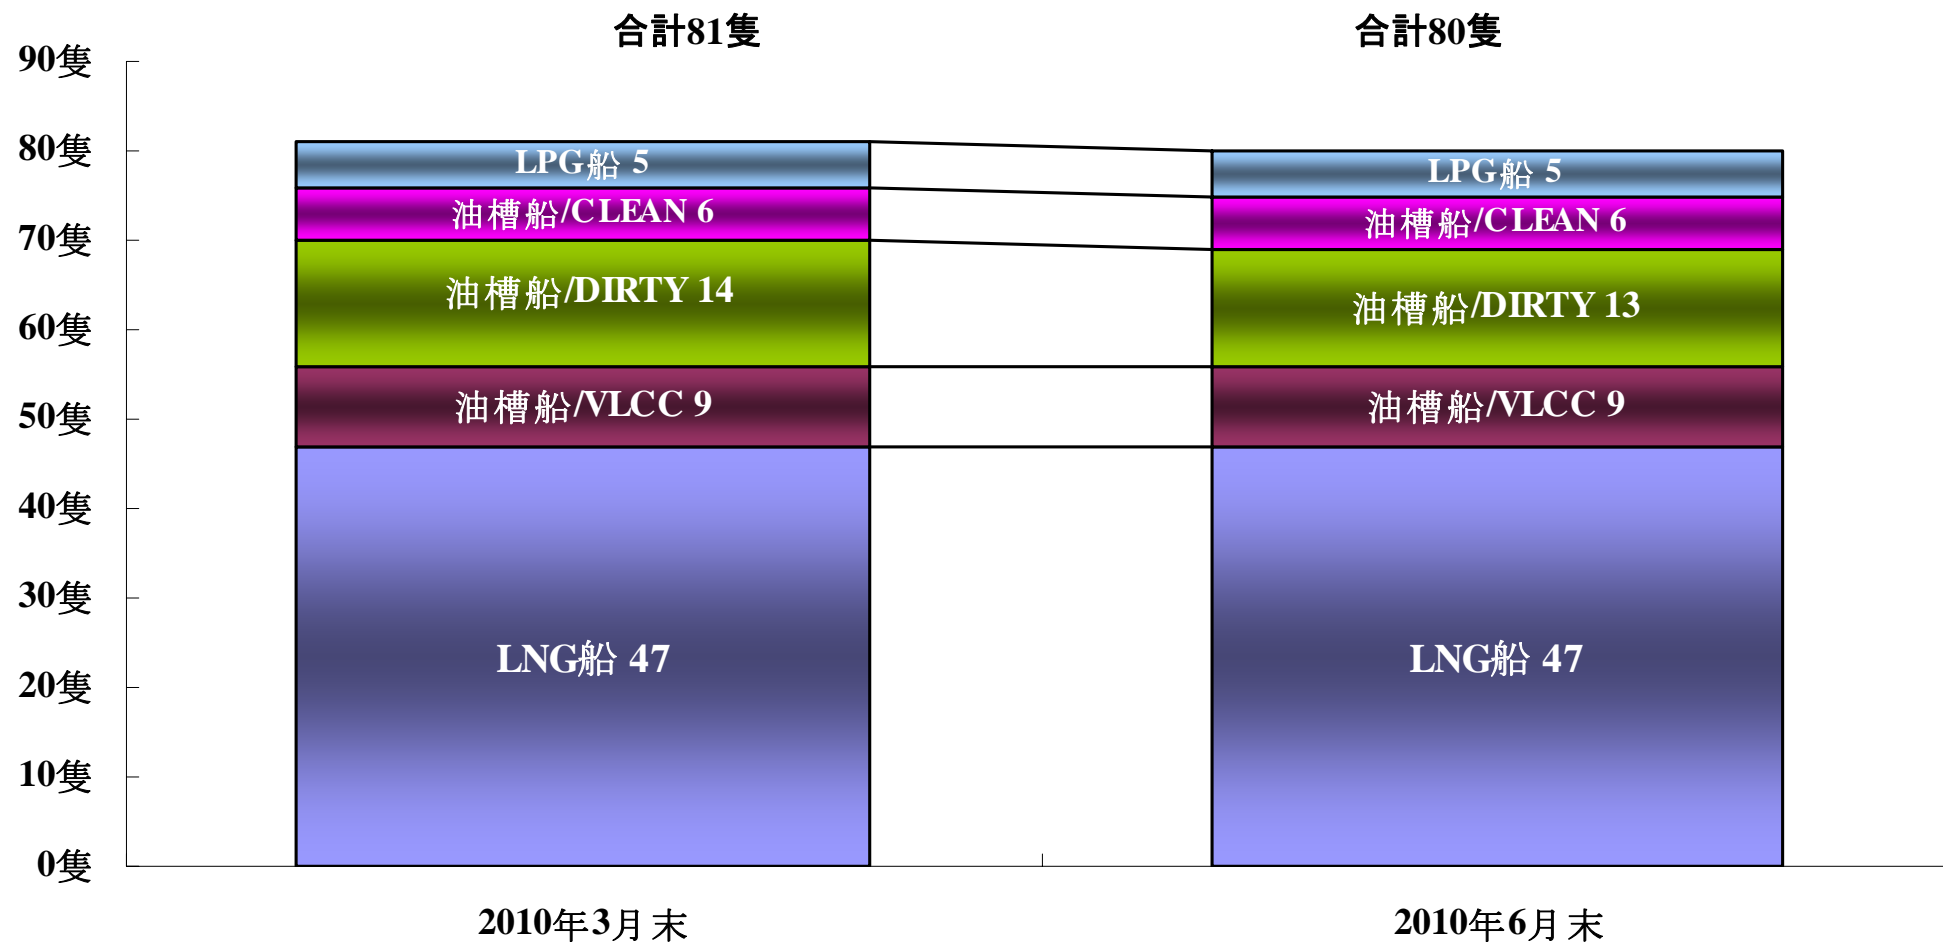 合計81隻
合計80隻
90隻
80隻
70隻
60隻
50隻
40隻
30隻
20隻
10隻
0隻
LPG船 5
油槽船/CLEAN 6
油槽船/DIRTY 14
油槽船/VLCC 9
LNG船 47
LPG船 5
油槽船/CLEAN 6
油槽船/DIRTY 13
油槽船/VLCC 9
LNG船 47
2010年3月末
2010年6月末